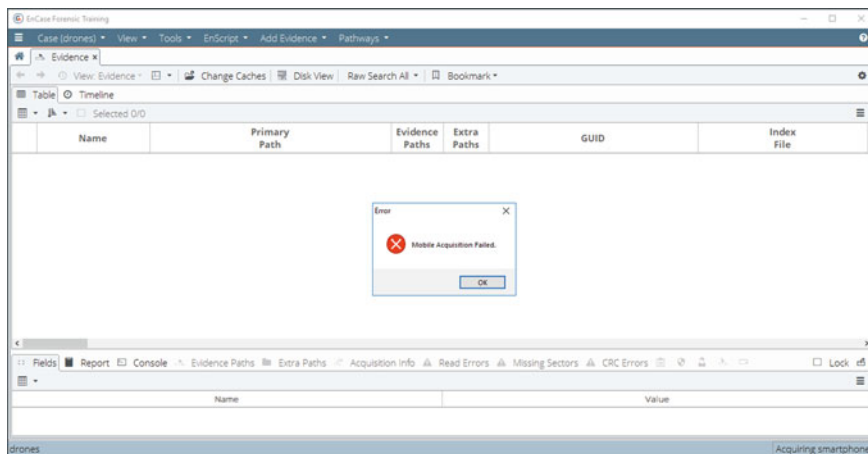 EnCase Forensic Training
Case (drones) View Tools EnScript Add Evidence Pathways
Evidence x
View: Evidence Change Caches Disk View Raw Search All Bookmark
Table Timeline
Selected 0/0
Name Primary Path Evidence Paths Extra Paths GUID Index File
Error
Mobile Acquisition Failed.
OK
Fields Report Console Evidence Paths Extra Paths Acquisition Info Read Errors Missing Sectors CRC Errors Lock
Name Value
drones Acquiring smartphone